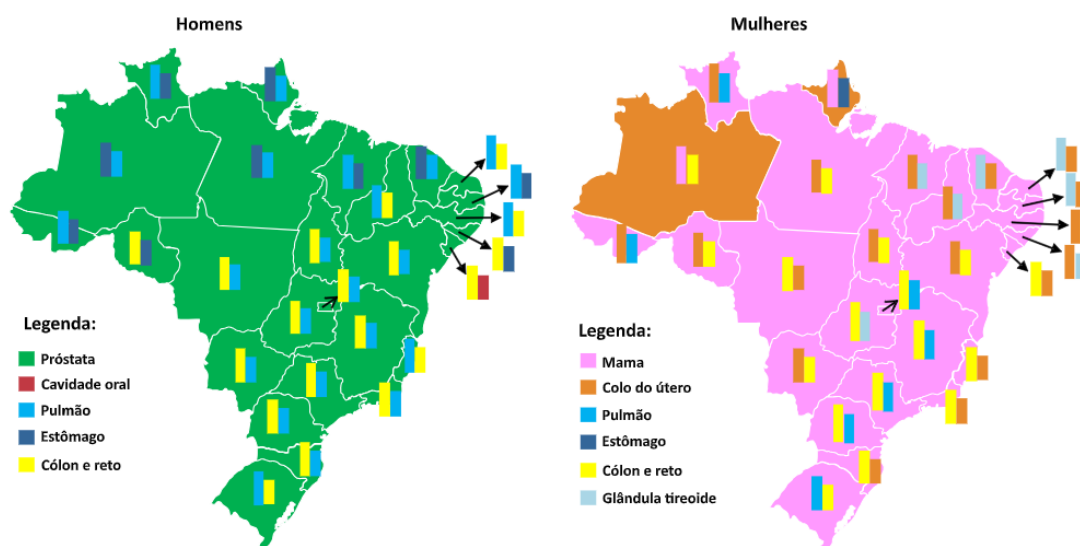 Homens
Legenda:
Próstata
Cavidade oral
Pulmão
Estômago
Cólon e reto
Mulheres
Legenda:
Mama
Colo do útero
Pulmão
Estômago
Cólon e reto
Glândula tireoide